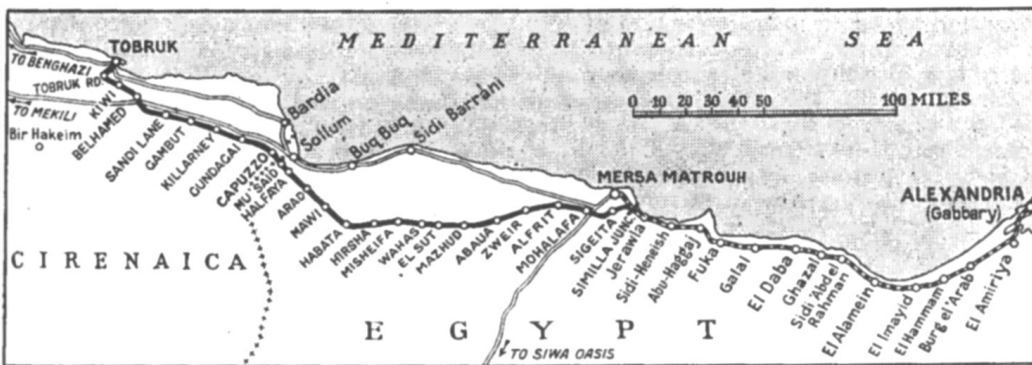 MEDITERRANEAN SEA
TOBRUK
TO BENGHAZI
TOBRUK RD.
KIWI
TO MEKILI
BELHAMED
Bir Hakeim
SANDI LANE
GAMBUT
KILLARNEY
GUNDAGAI
Bardia
Sollum
Buq Buq
Sidi Barrâni
CAPUZZO
MU'SAID
HALFAYA
ARAD
MAWI
HABATA
HIRSHA
MISHEIFA
WAHAS
EL SUT
MAZHUD
ABAUA
ZWEIR
ALFRIT
MOHALAFA
0 10 20 30 40 50 100 MILES
MERSA MATROUH
SIGEITA
SIMILLA JUNCT.
Jerawla
Sidi-Heneish
Abu-Haggag
Fuka
Galal
El Daba
Ghazal
Sidi 'Abdel
Rahman
El Alamein
El Imayid
El Hammam
Burg el 'Arab
El Amiriya
ALEXANDRIA
(Gabbary)
CIRENAICA
EGYPT
TO SIWA OASIS